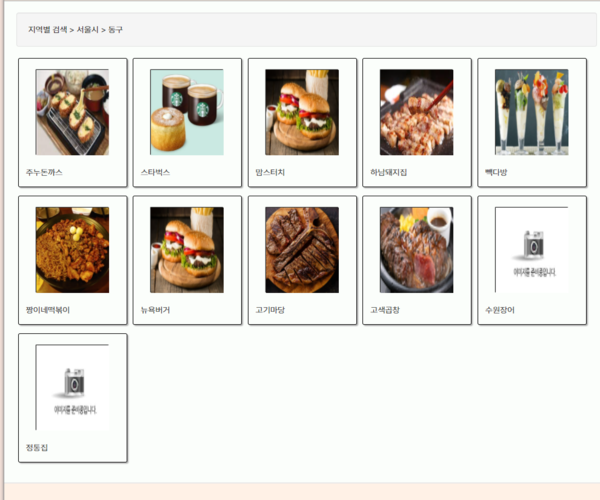 지역별 검색 > 서울시 > 동구
추누돈까스
스타벅스
맘스터치
하남돼지집
빽다방
짱이네떡볶이
뉴욕버거
고기마당
고색곱창
수원장어
이미지를 준비중입니다.
정동집
이미지를 준비중입니다.